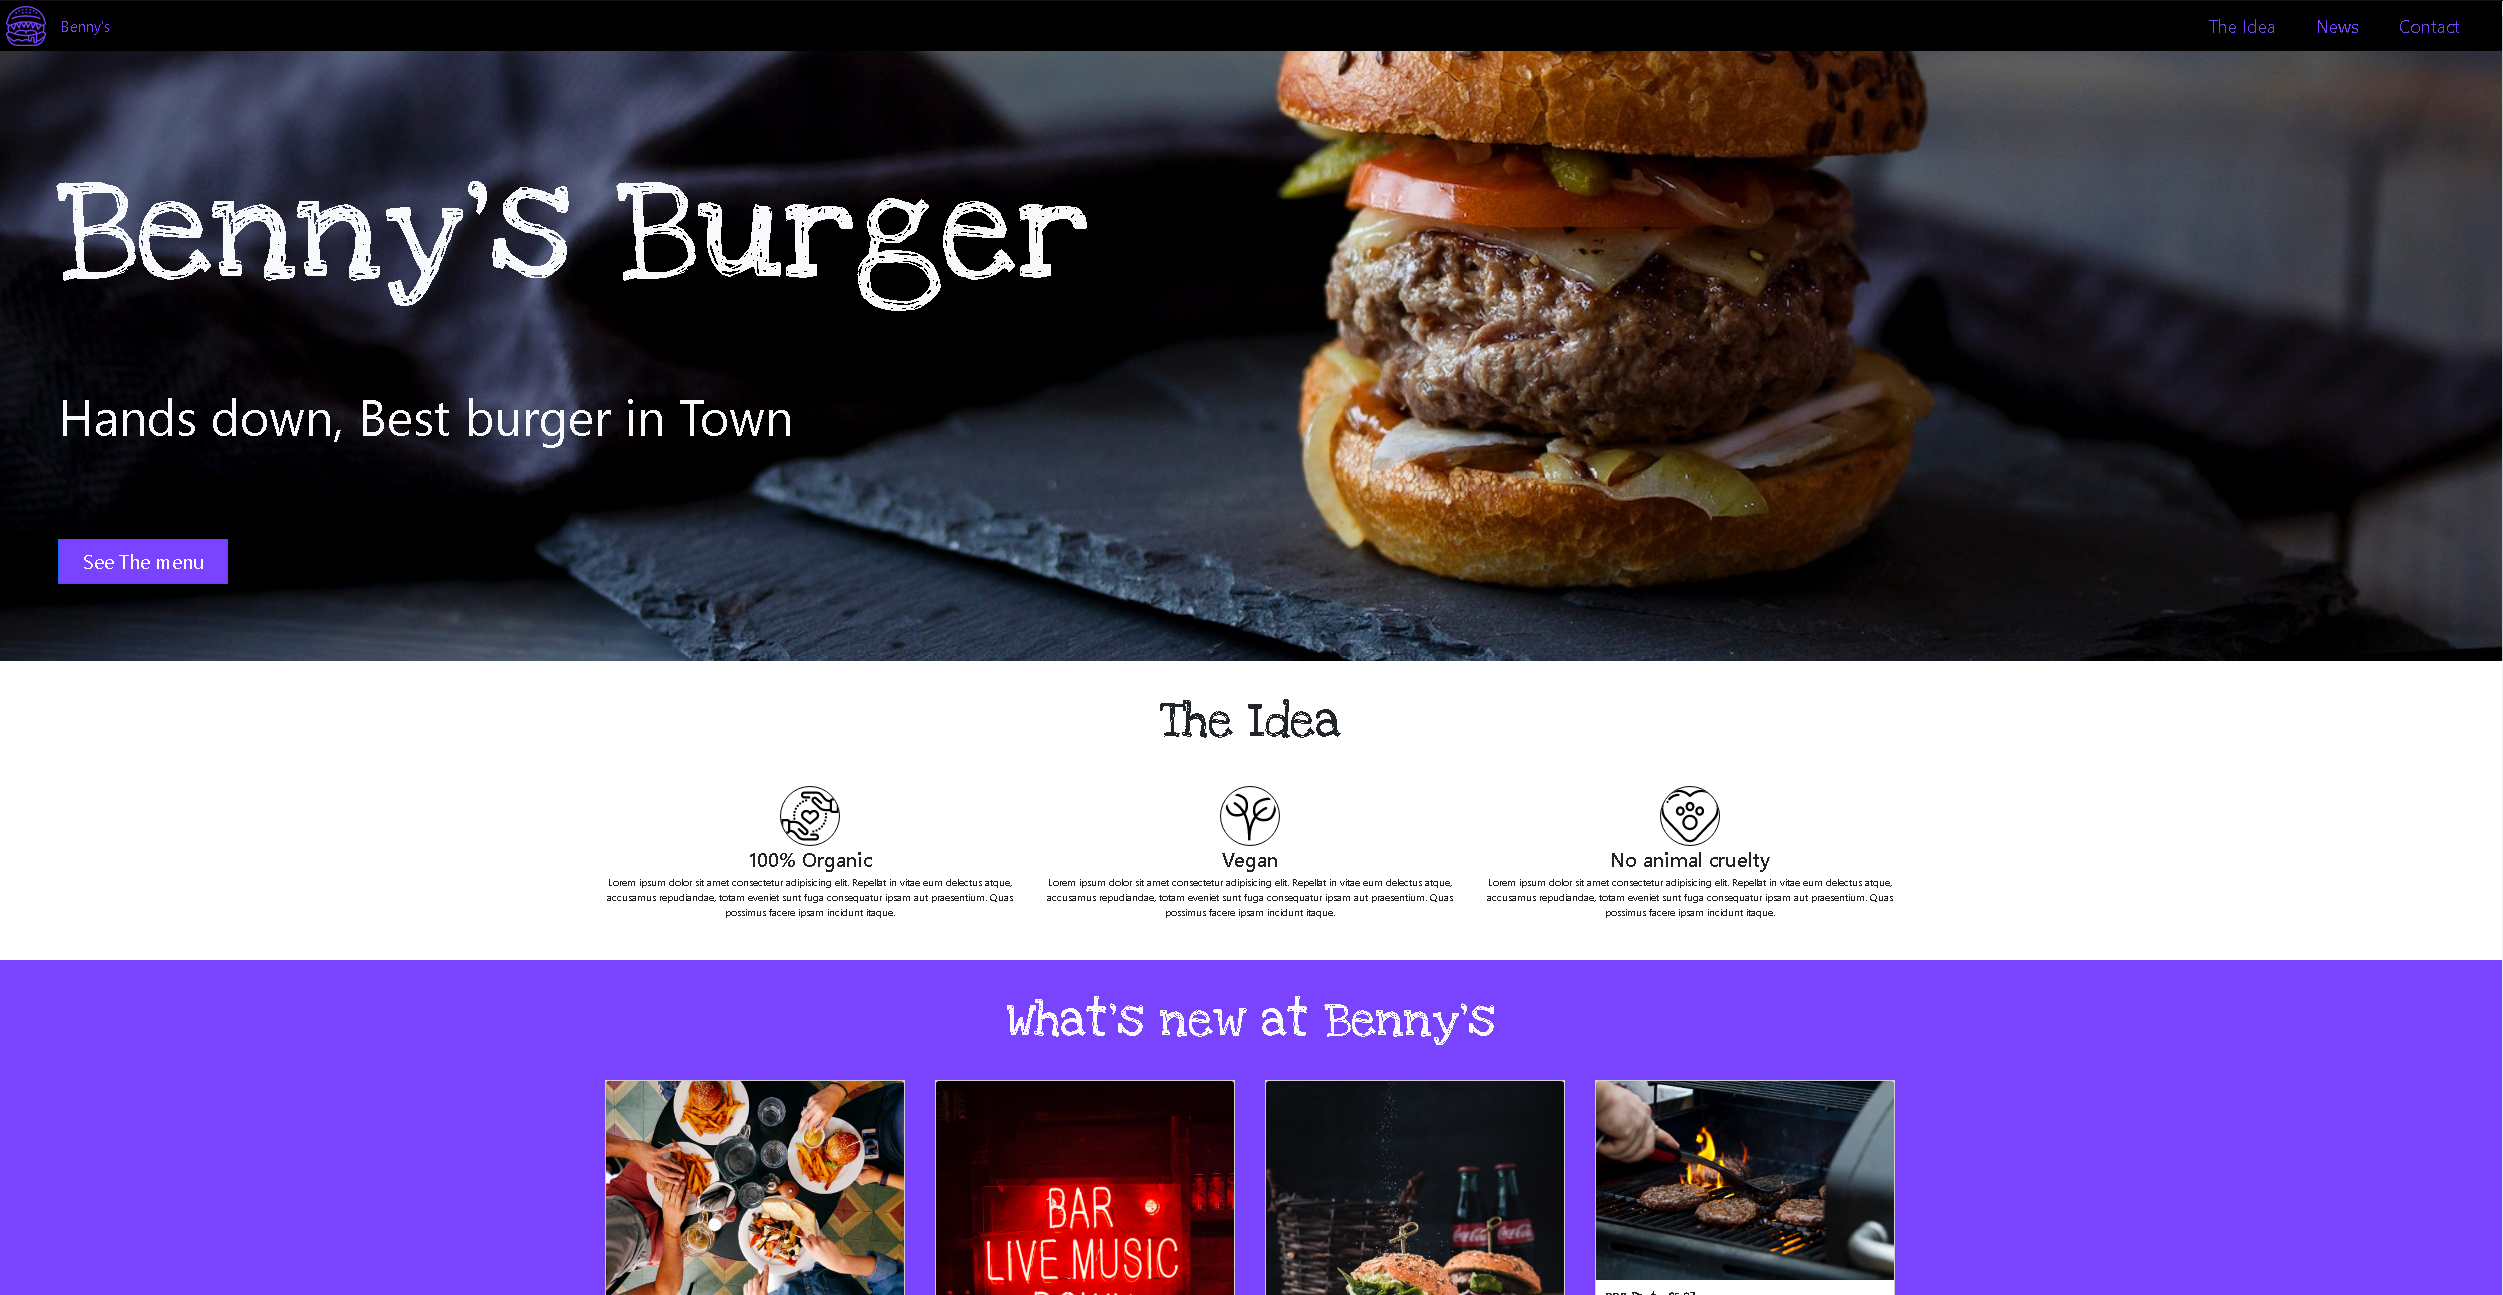 Benny's
The Idea
News
Contact
Benny's Burger
Hands down, Best burger in Town
See The menu
The Idea
100% Organic
Lorem ipsum dolor sit amet consectetur adipisicing elit. Repellat in vitae eum delectus atque,
accusamus repudiandae, totam eveniet sunt fuga consequatur ipsam aut praesentium. Quas
possimus facere ipsam incidunt itaque.
Vegan
Lorem ipsum dolor sit amet consectetur adipisicing elit. Repellat in vitae eum delectus atque,
accusamus repudiandae, totam eveniet sunt fuga consequatur ipsam aut praesentium. Quas
possimus facere ipsam incidunt itaque.
No animal cruelty
Lorem ipsum dolor sit amet consectetur adipisicing elit. Repellat in vitae eum delectus atque,
accusamus repudiandae, totam eveniet sunt fuga consequatur ipsam aut praesentium. Quas
possimus facere ipsam incidunt itaque.
What's new at Benny's
BAR
LIVE MUSIC
Coca-Cola
Coca-Cola